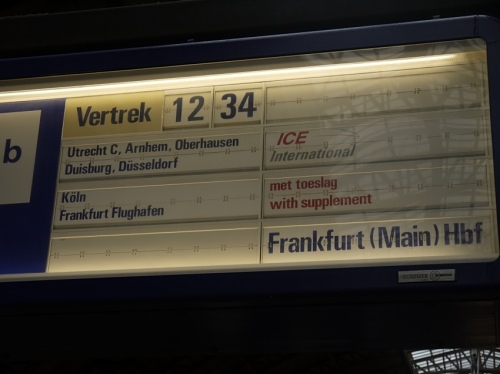 b
Vertrek 12 34
Utrecht C, Arnhem, Oberhausen
Duisburg, Düsseldorf
ICE
International
Köln
Frankfurt Flughafen
met toeslag
with supplement
Frankfurt (Main) Hbf